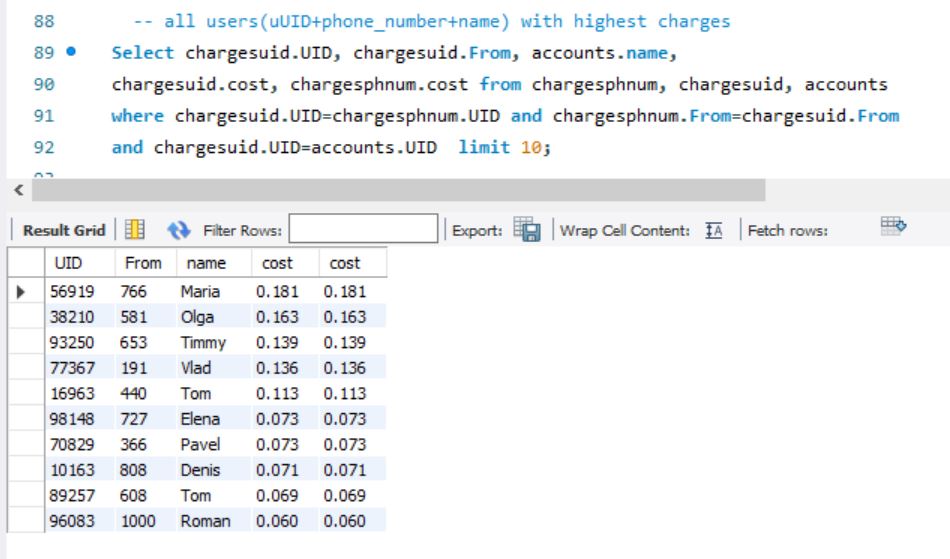 88 -- all users(uUID+phone_number+name) with highest charges
89 Select chargesuid.UID, chargesuid.From, accounts.name,
90 chargesuid.cost, chargesphnum.cost from chargesphnum, chargesuid, accounts
91 where chargesuid.UID=chargesphnum.UID and chargesphnum.From=chargesuid.From
92 and chargesuid.UID=accounts.UID limit 10;
Result Grid Filter Rows: Export: Wrap Cell Content: Fetch rows:
UID From name cost cost
56919 766 Maria 0.181 0.181
38210 581 Olga 0.163 0.163
93250 653 Timmy 0.139 0.139
77367 191 Vlad 0.136 0.136
16963 440 Tom 0.113 0.113
98148 727 Elena 0.073 0.073
70829 366 Pavel 0.073 0.073
10163 808 Denis 0.071 0.071
89257 608 Tom 0.069 0.069
96083 1000 Roman 0.060 0.060